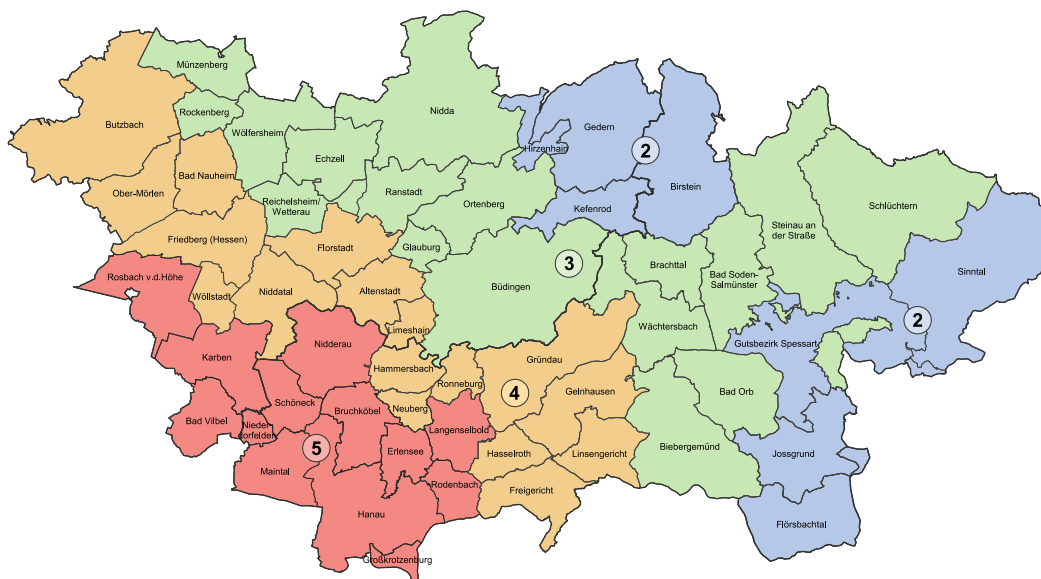 Münzenberg
Nidda
Rockenberg
Butzbach
Wölfersheim
Gedern
Hirzenhain
2
Echzell
Bad Nauheim
Birstein
Ober-Mörlen
Ranstadt
Reichelsheim/
Wetterau
Ortenberg
Kefenrod
Schlüchtern
Steinau an
der Straße
Friedberg (Hessen)
Florstadt
Glauburg
3
Brachttal
Rosbach v.d.Höhe
Bad Soden-
Salmünster
Sinntal
Wöllstadt
Niddatal
Altenstadt
Büdingen
2
Limeshain
Wächtersbach
Gutsbezirk Spessart
Nidderau
Karben
Gründau
Hammersbach
Ronneburg
4
Gelnhausen
Bad Orb
Schöneck
Neuberg
Bruchköbel
Bad Vilbel
Nieder-
dorfelden
Langenselbold
5
Erlensee
Hasselroth
Linsengericht
Biebergemünd
Jossgrund
Maintal
Rodenbach
Freigericht
Hanau
Flörsbachtal
Großkrotzenburg